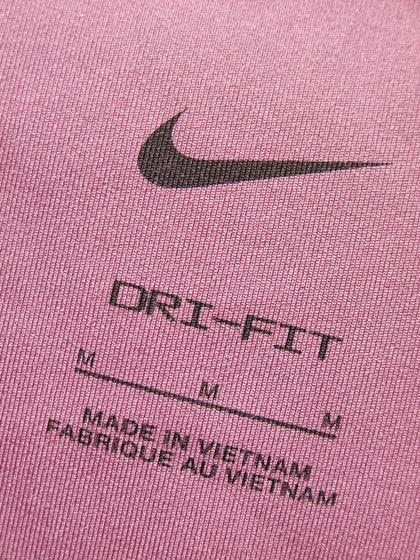 DRI-FIT
M M M
MADE IN VIETNAM
FABRIQUE AU VIETNAM